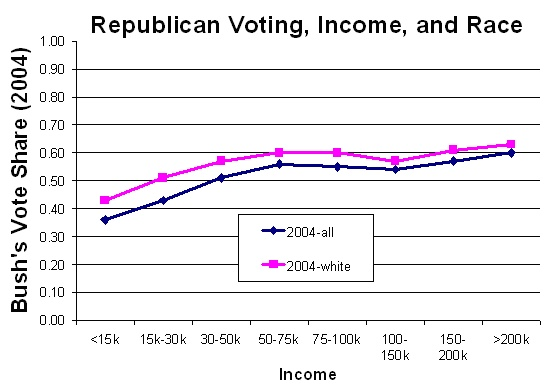 Republican Voting, Income, and Race
Bush's Vote Share (2004)
1.00
0.90
0.80
0.70
0.60
0.50
0.40
0.30
0.20
0.10
0.00
2004-all
2004-white
<15k
15k-30k
30-50k
50-75k
75-100k
100-
150k
150-
200k
>200k
Income